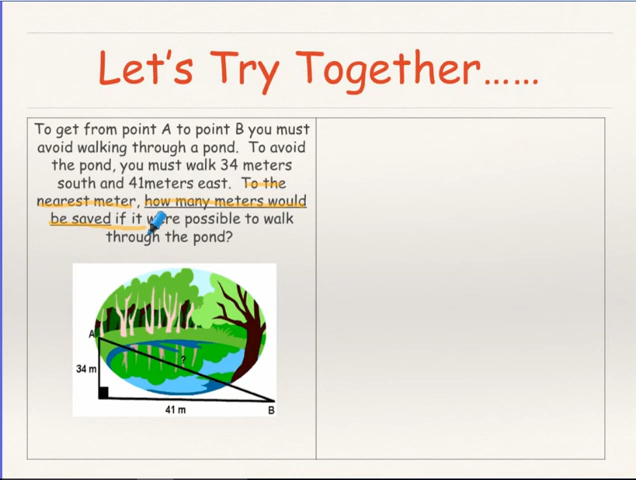 Let's Try Together......
To get from point A to point B you must
avoid walking through a pond. To avoid
the pond, you must walk 34 meters
south and 41meters east. To the
nearest meter, how many meters would
be saved if it were possible to walk
through the pond?
A
?
34 m
41 m
B